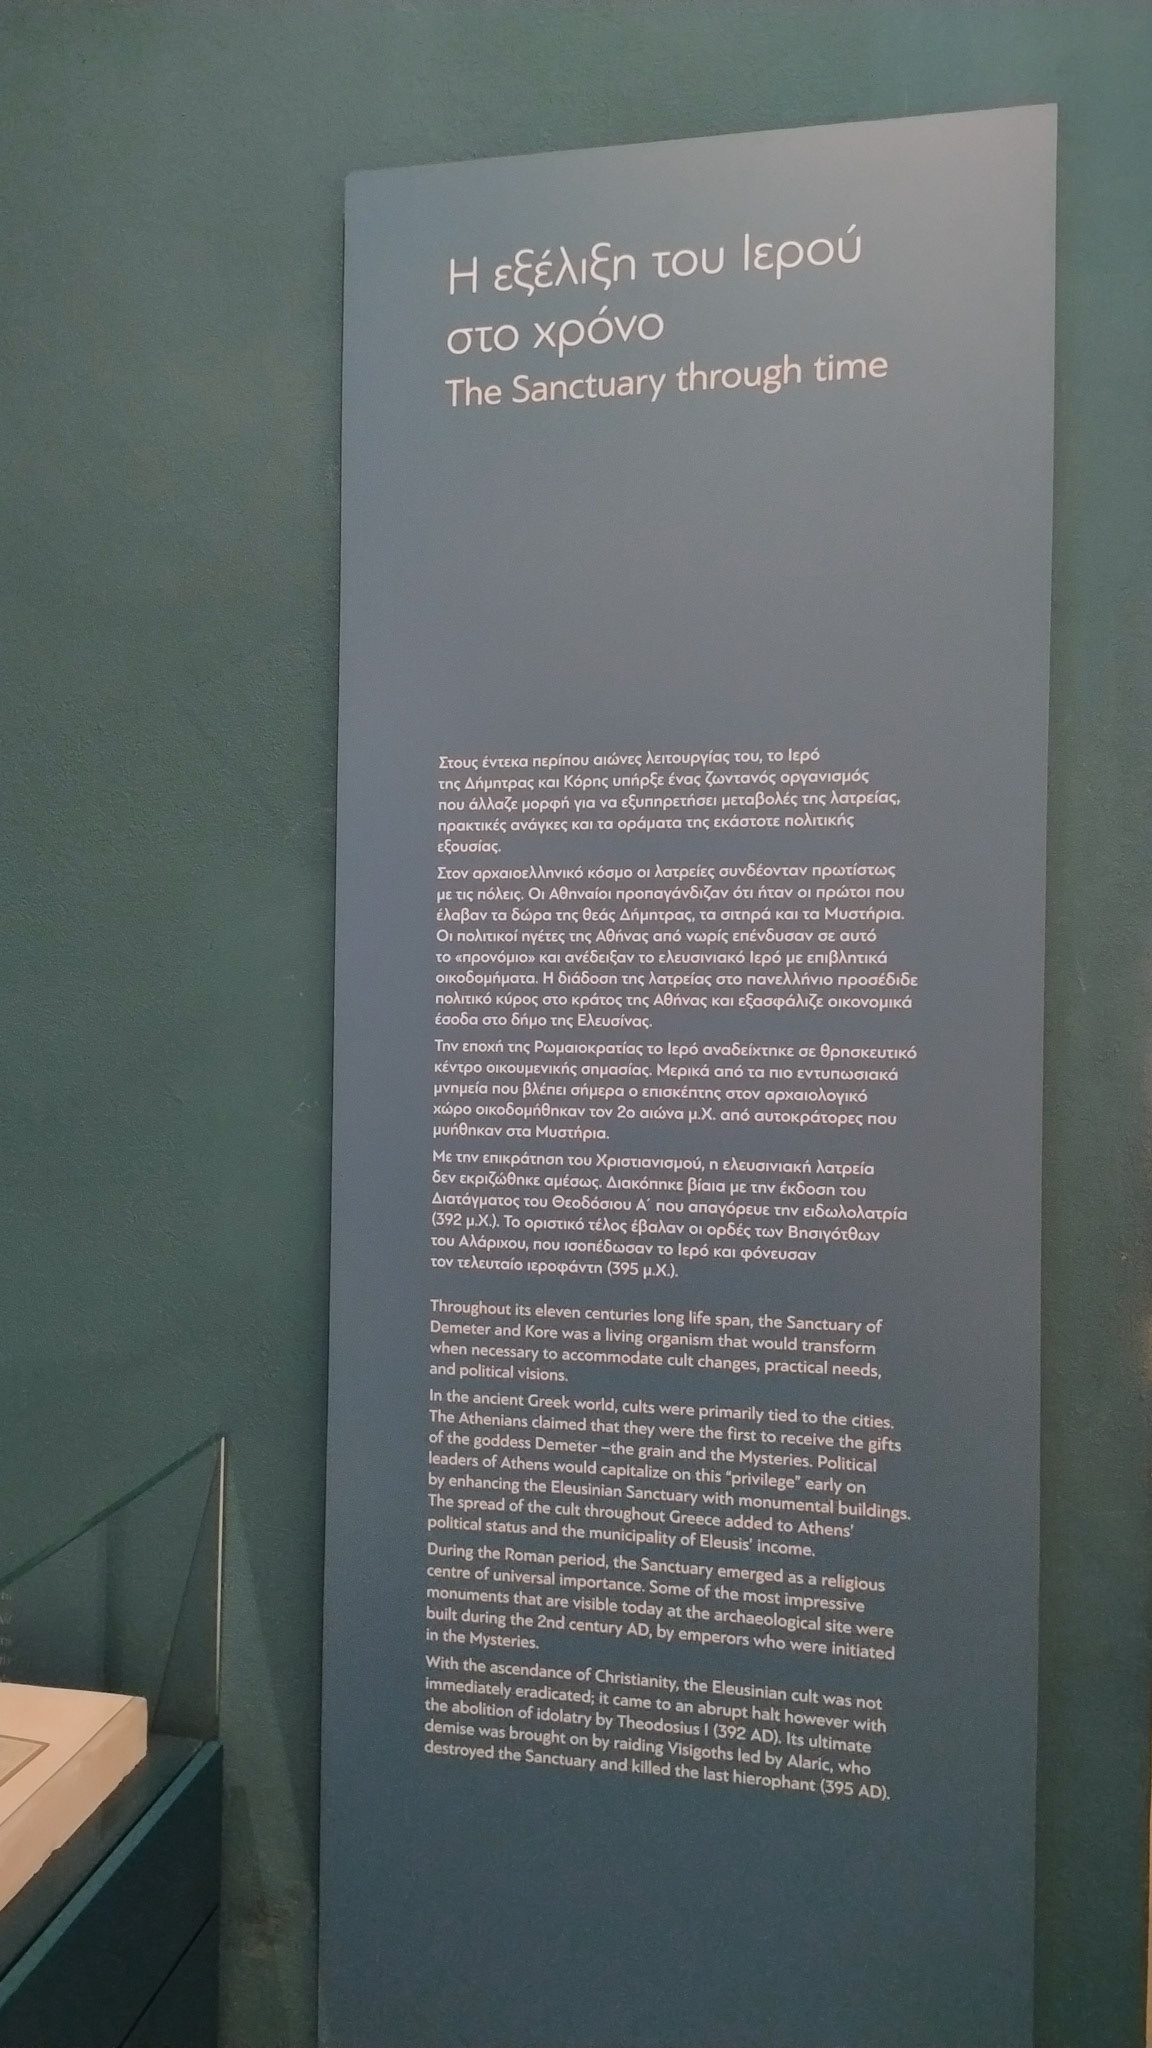 Η εξέλιξη του Ιερού
στο χρόνο
The Sanctuary through time
Στους έντεκα περίπου αιώνες λειτουργίας του, το Ιερό
της Δήμητρας και Κόρης υπήρξε ένας ζωντανός οργανισμός
που άλλαζε μορφή για να εξυπηρετήσει μεταβολές της λατρείας,
πρακτικές ανάγκες και τα οράματα της εκάστοτε πολιτικής
εξουσίας.
Στον αρχαιοελληνικό κόσμο οι λατρείες συνδέονταν πρωτίστως
με τις πόλεις. Οι Αθηναίοι προπαγάνδιζαν ότι ήταν οι πρώτοι που
έλαβαν τα δώρα της θεάς Δήμητρας, τα σιτηρά και τα Μυστήρια.
Οι πολιτικοί ηγέτες της Αθήνας από νωρίς επένδυσαν σε αυτό
το «προνόμιο» και ανέδειξαν το ελευσινιακό Ιερό με επιβλητικά
οικοδομήματα. Η διάδοση της λατρείας στο πανελλήνιο προσέδιδε
πολιτικό κύρος στο κράτος της Αθήνας και εξασφάλιζε οικονομικά
έσοδα στο δήμο της Ελευσίνας.
Την εποχή της Ρωμαιοκρατίας το Ιερό αναδείχτηκε σε θρησκευτικό
κέντρο οικουμενικής σημασίας. Μερικά από τα πιο εντυπωσιακά
μνημεία που βλέπει σήμερα ο επισκέπτης στον αρχαιολογικό
χώρο οικοδομήθηκαν τον 2ο αιώνα μ.Χ. από αυτοκράτορες που
μυήθηκαν στα Μυστήρια.
Με την επικράτηση του Χριστιανισμού, η ελευσινιακή λατρεία
δεν εκριζώθηκε αμέσως. Διακόπηκε βίαια με την έκδοση του
Διατάγματος του Θεοδόσιου Α΄ που απαγόρευε την ειδωλολατρία
(392 μ.Χ.). Το οριστικό τέλος έβαλαν οι ορδές των Βησιγότθων
του Αλάριχου, που ισοπέδωσαν το Ιερό και φόνευσαν
τον τελευταίο ιεροφάντη (395 μ.Χ.).
Throughout its eleven centuries long life span, the Sanctuary of
Demeter and Kore was a living organism that would transform
when necessary to accommodate cult changes, practical needs,
and political visions.
In the ancient Greek world, cults were primarily tied to the cities.
The Athenians claimed that they were the first to receive the gifts
of the goddess Demeter –the grain and the Mysteries. Political
leaders of Athens would capitalize on this “privilege” early on
by enhancing the Eleusinian Sanctuary with monumental buildings.
The spread of the cult throughout Greece added to Athens’
political status and the municipality of Eleusis’ income.
During the Roman period, the Sanctuary emerged as a religious
centre of universal importance. Some of the most impressive
monuments that are visible today at the archaeological site were
built during the 2nd century AD, by emperors who were initiated
in the Mysteries.
With the ascendance of Christianity, the Eleusinian cult was not
immediately eradicated; it came to an abrupt halt however with
the abolition of idolatry by Theodosius I (392 AD). Its ultimate
demise was brought on by raiding Visigoths led by Alaric, who
destroyed the Sanctuary and killed the last hierophant (395 AD).